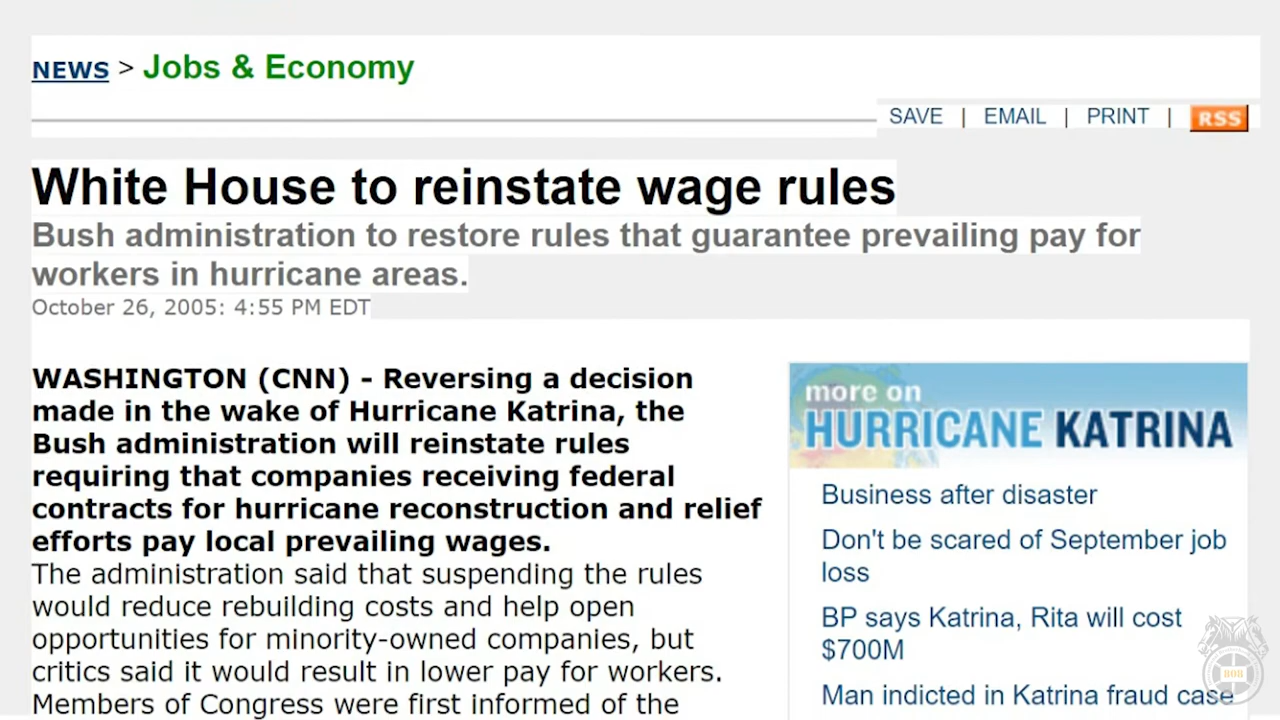 NEWS > Jobs & Economy
SAVE | EMAIL | PRINT | RSS
White House to reinstate wage rules
Bush administration to restore rules that guarantee prevailing pay for
workers in hurricane areas.
October 26, 2005: 4:55 PM EDT
WASHINGTON (CNN) - Reversing a decision
made in the wake of Hurricane Katrina, the
Bush administration will reinstate rules
requiring that companies receiving federal
contracts for hurricane reconstruction and relief
efforts pay local prevailing wages.
The administration said that suspending the rules
would reduce rebuilding costs and help open
opportunities for minority-owned companies, but
critics said it would result in lower pay for workers.
Members of Congress were first informed of the
more on
HURRICANE KATRINA
Business after disaster
Don't be scared of September job
loss
BP says Katrina, Rita will cost
$700M
Man indicted in Katrina fraud case